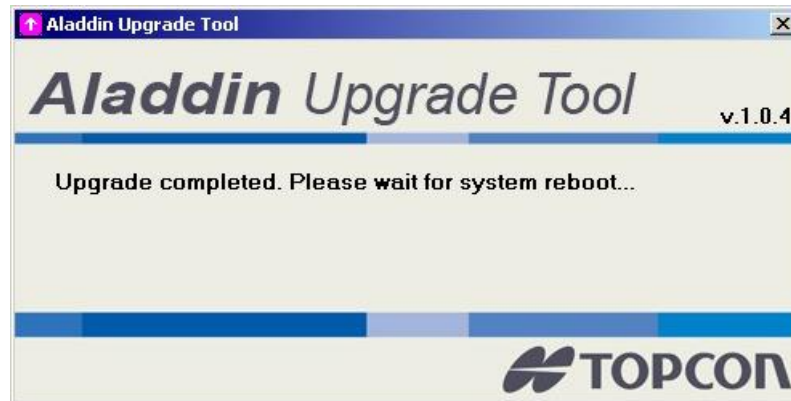 Aladdin Upgrade Tool
Aladdin Upgrade Tool
v.1.0.4
Upgrade completed. Please wait for system reboot...
TOPCON